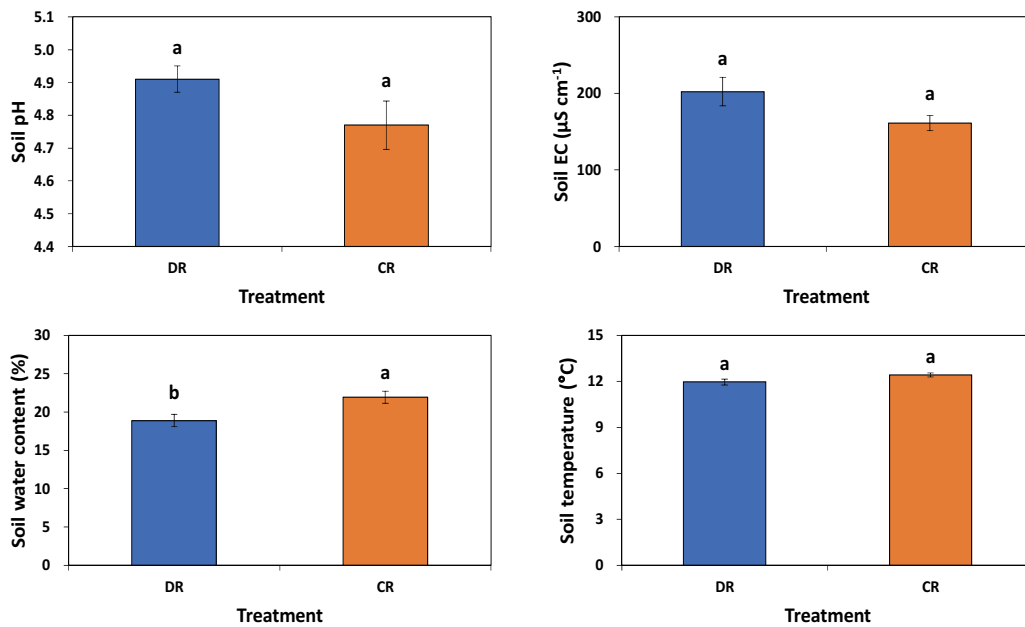 Soil pH
5.1
5.0
4.9
4.8
4.7
4.6
4.5
4.4
a
a
DR
CR
Treatment
Soil EC (µS cm⁻¹)
300
200
100
0
a
a
DR
CR
Treatment
Soil water content (%)
30
25
20
15
10
5
0
b
a
DR
CR
Treatment
Soil temperature (°C)
15
12
9
6
3
0
a
a
DR
CR
Treatment